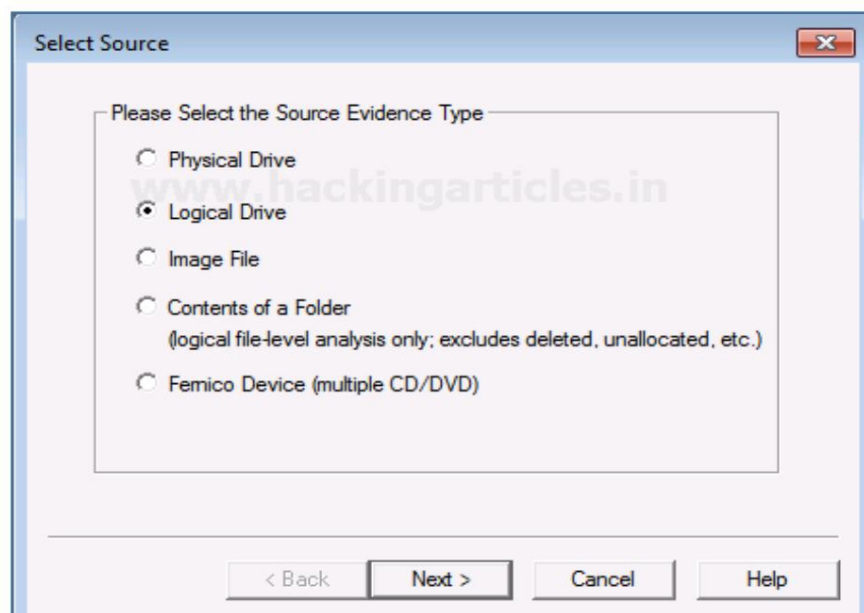 Select Source
Please Select the Source Evidence Type
Physical Drive
www.hackingarticles.in
Logical Drive
Image File
Contents of a Folder
(logical file-level analysis only; excludes deleted, unallocated, etc.)
Fernico Device (multiple CD/DVD)
< Back
Next >
Cancel
Help